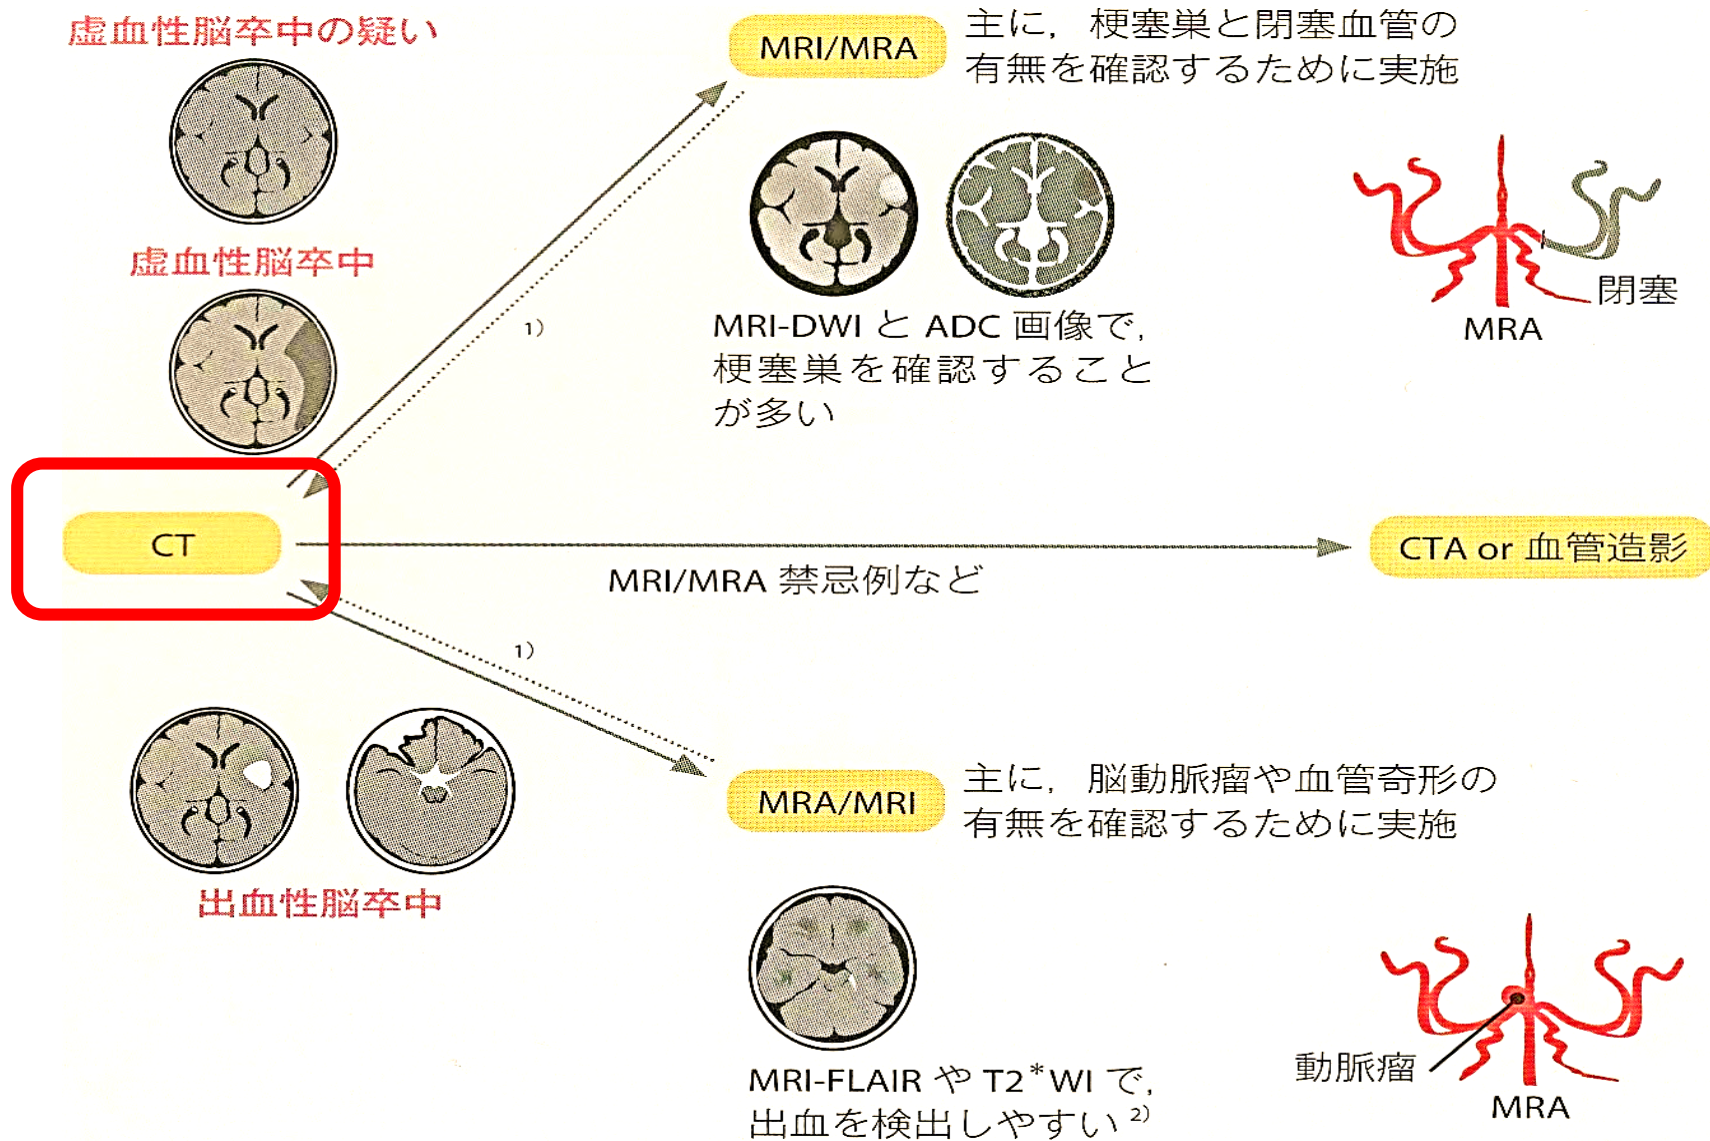 虚血性脳卒中の疑い
虚血性脳卒中
CT
出血性脳卒中
1)
MRI/MRA
主に，梗塞巣と閉塞血管の
有無を確認するために実施
MRI-DWI と ADC 画像で，
梗塞巣を確認すること
が多い
閉塞
MRA
MRI/MRA 禁忌例など
CTA or 血管造影
1)
MRA/MRI
主に，脳動脈瘤や血管奇形の
有無を確認するために実施
MRI-FLAIR や T2*WI で，
出血を検出しやすい 2)
動脈瘤
MRA